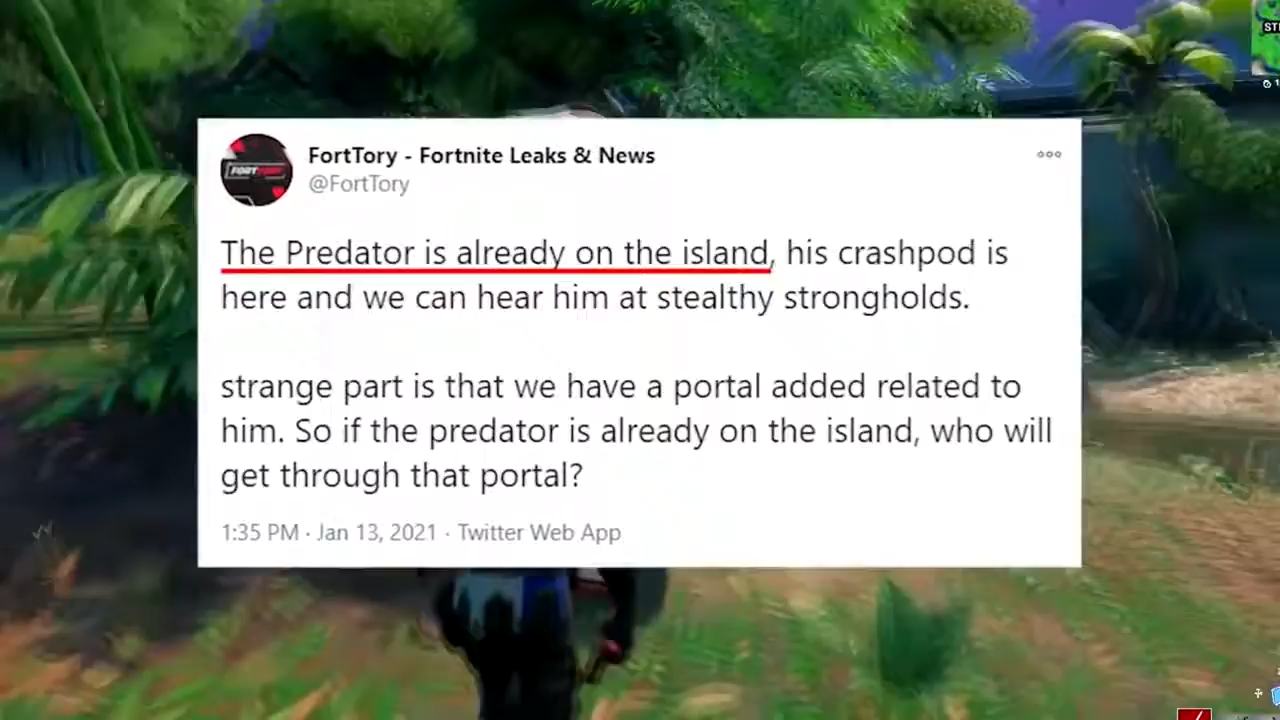 FortTory - Fortnite Leaks & News
@FortTory
The Predator is already on the island, his crashpod is
here and we can hear him at stealthy strongholds.
strange part is that we have a portal added related to
him. So if the predator is already on the island, who will
get through that portal?
1:35 PM · Jan 13, 2021 · Twitter Web App